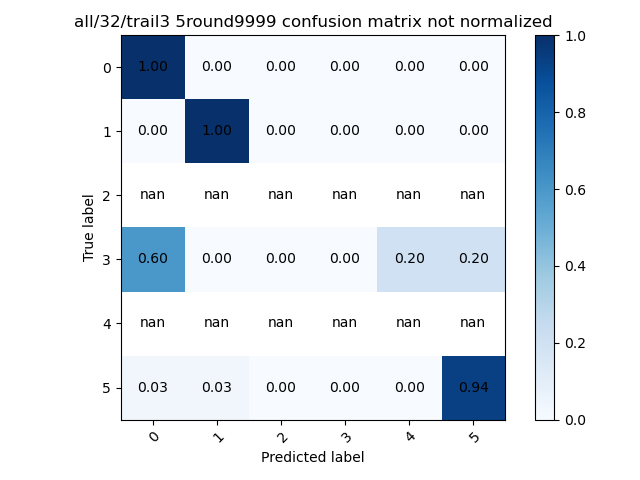 all/32/trail3 5round9999 confusion matrix not normalized
0 1.00 0.00 0.00 0.00 0.00 0.00
1 0.00 1.00 0.00 0.00 0.00 0.00
2 nan nan nan nan nan nan
3 0.60 0.00 0.00 0.00 0.20 0.20
4 nan nan nan nan nan nan
5 0.03 0.03 0.00 0.00 0.00 0.94
0 1 2 3 4 5
True label
Predicted label
1.0
0.8
0.6
0.4
0.2
0.0